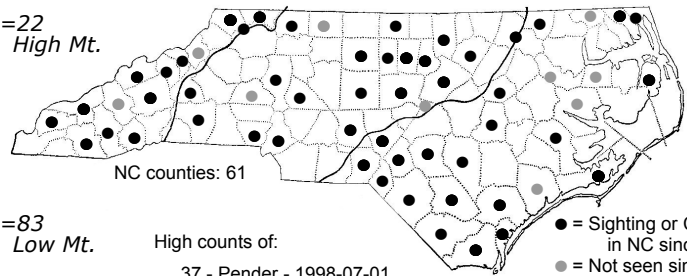 =22
High Mt.
NC counties: 61
=83
Low Mt.
High counts of:
37 - Pender - 1998-07-01
● = Sighting or
in NC sinc
● = Not seen sin